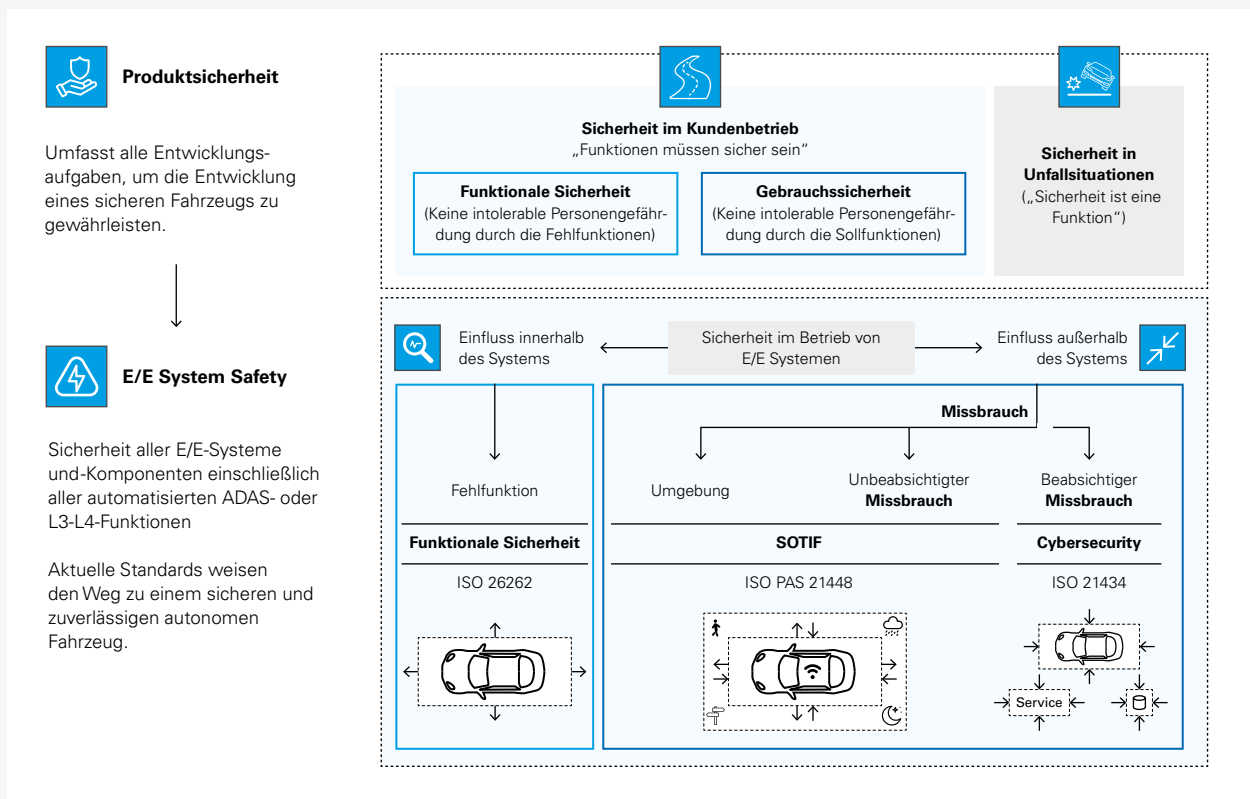 Produktsicherheit
Umfasst alle Entwicklungs-
aufgaben, um die Entwicklung
eines sicheren Fahrzeugs zu
gewährleisten.
E/E System Safety
Sicherheit aller E/E-Systeme
und-Komponenten einschließlich
aller automatisierten ADAS- oder
L3-L4-Funktionen
Aktuelle Standards weisen
den Weg zu einem sicheren und
zuverlässigen autonomen
Fahrzeug.
Sicherheit im Kundenbetrieb
„Funktionen müssen sicher sein“
Funktionale Sicherheit
(Keine intolerable Personengefähr-
dung durch die Fehlfunktionen)
Gebrauchssicherheit
(Keine intolerable Personengefähr-
dung durch die Sollfunktionen)
Sicherheit in
Unfallsituationen
(„Sicherheit ist eine
Funktion“)
Einfluss innerhalb
des Systems
Sicherheit im Betrieb von
E/E Systemen
Einfluss außerhalb
des Systems
Missbrauch
Fehlfunktion
Umgebung
Unbeabsichtigter
Missbrauch
Beabsichtiger
Missbrauch
Funktionale Sicherheit
SOTIF
Cybersecurity
ISO 26262
ISO PAS 21448
ISO 21434
Service